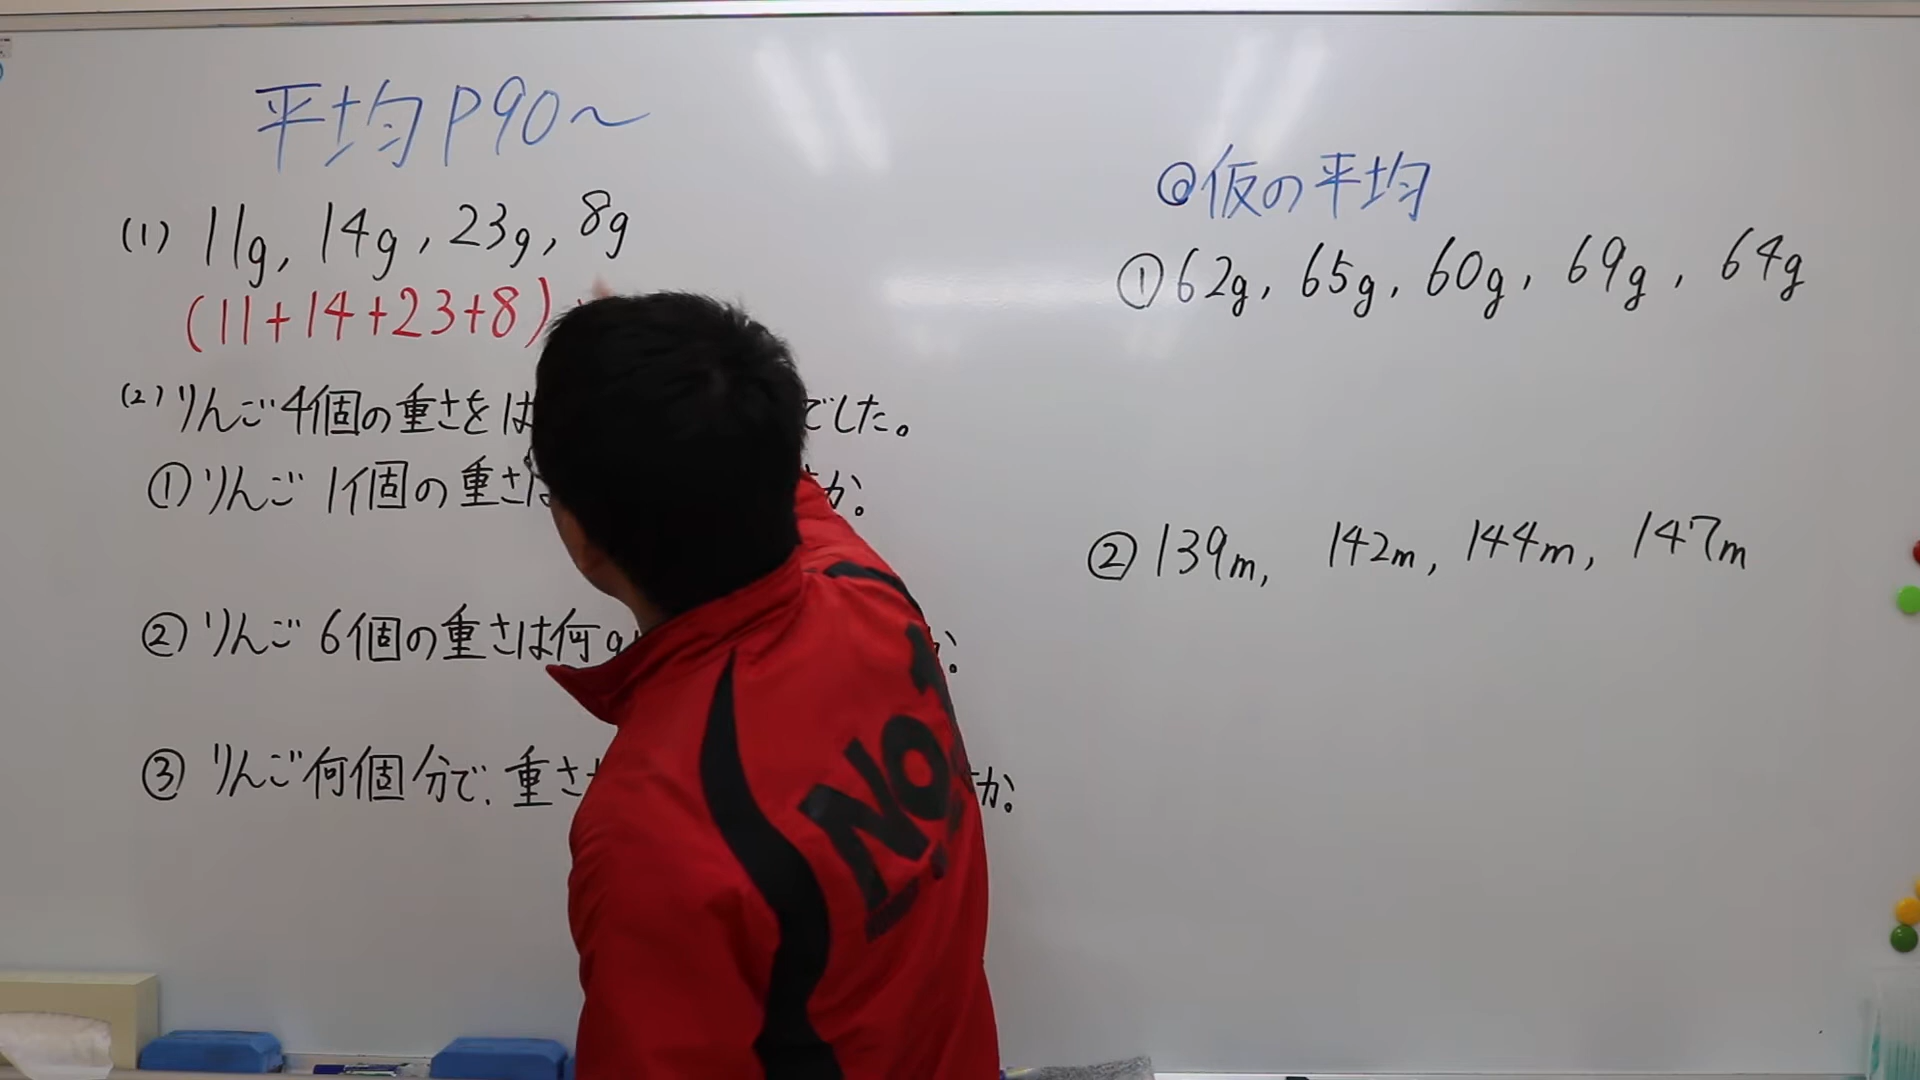 平均 P90～
(1) 11g, 14g, 23g, 8g
(11+14+23+8)
(2) りんご4個の重さをは でした。
① りんご 1個の重さは か。
② りんご 6個の重さは何g か。
③ りんご何個分で、重さ か。
◎仮の平均
① 62g, 65g, 60g, 69g, 64g
② 139m, 142m, 144m, 147m
No.1